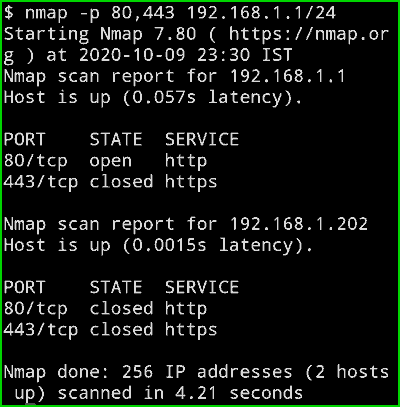 $ nmap -p 80,443 192.168.1.1/24
Starting Nmap 7.80 ( https://nmap.or
g ) at 2020-10-09 23:30 IST
Nmap scan report for 192.168.1.1
Host is up (0.057s latency).
PORT    STATE  SERVICE
80/tcp  open   http
443/tcp closed https
Nmap scan report for 192.168.1.202
Host is up (0.0015s latency).
PORT    STATE  SERVICE
80/tcp  closed http
443/tcp closed https
Nmap done: 256 IP addresses (2 hosts
 up) scanned in 4.21 seconds